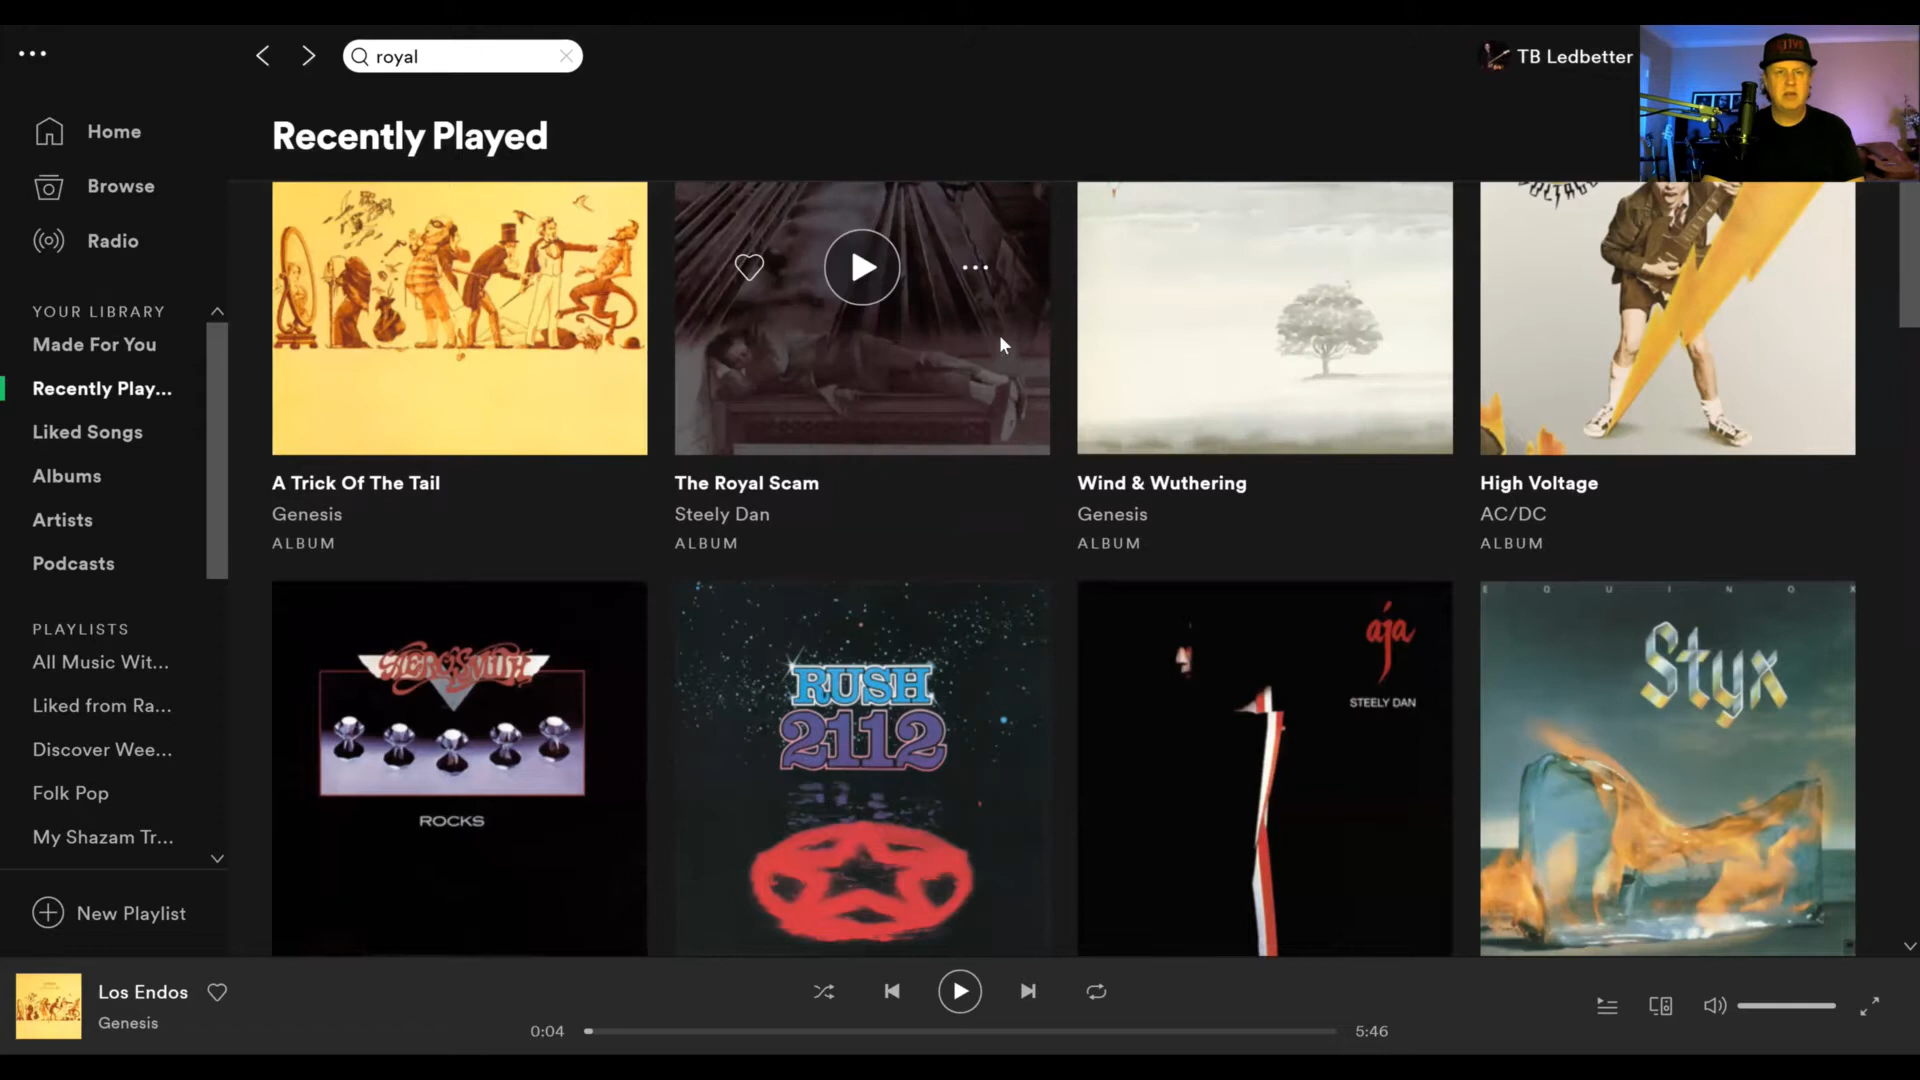 royal
TB Ledbetter
Home
Browse
Radio
YOUR LIBRARY
Made For You
Recently Play...
Liked Songs
Albums
Artists
Podcasts
PLAYLISTS
All Music Wit...
Liked from Ra...
Discover Wee...
Folk Pop
My Shazam Tr...
New Playlist
Recently Played
A Trick Of The Tail
Genesis
ALBUM
The Royal Scam
Steely Dan
ALBUM
Wind & Wuthering
Genesis
ALBUM
High Voltage
AC/DC
ALBUM
AEROSMITH
ROCKS
RUSH
2112
aja
STEELY DAN
EQUINOX
Styx
Los Endos
Genesis
0:04
5:46